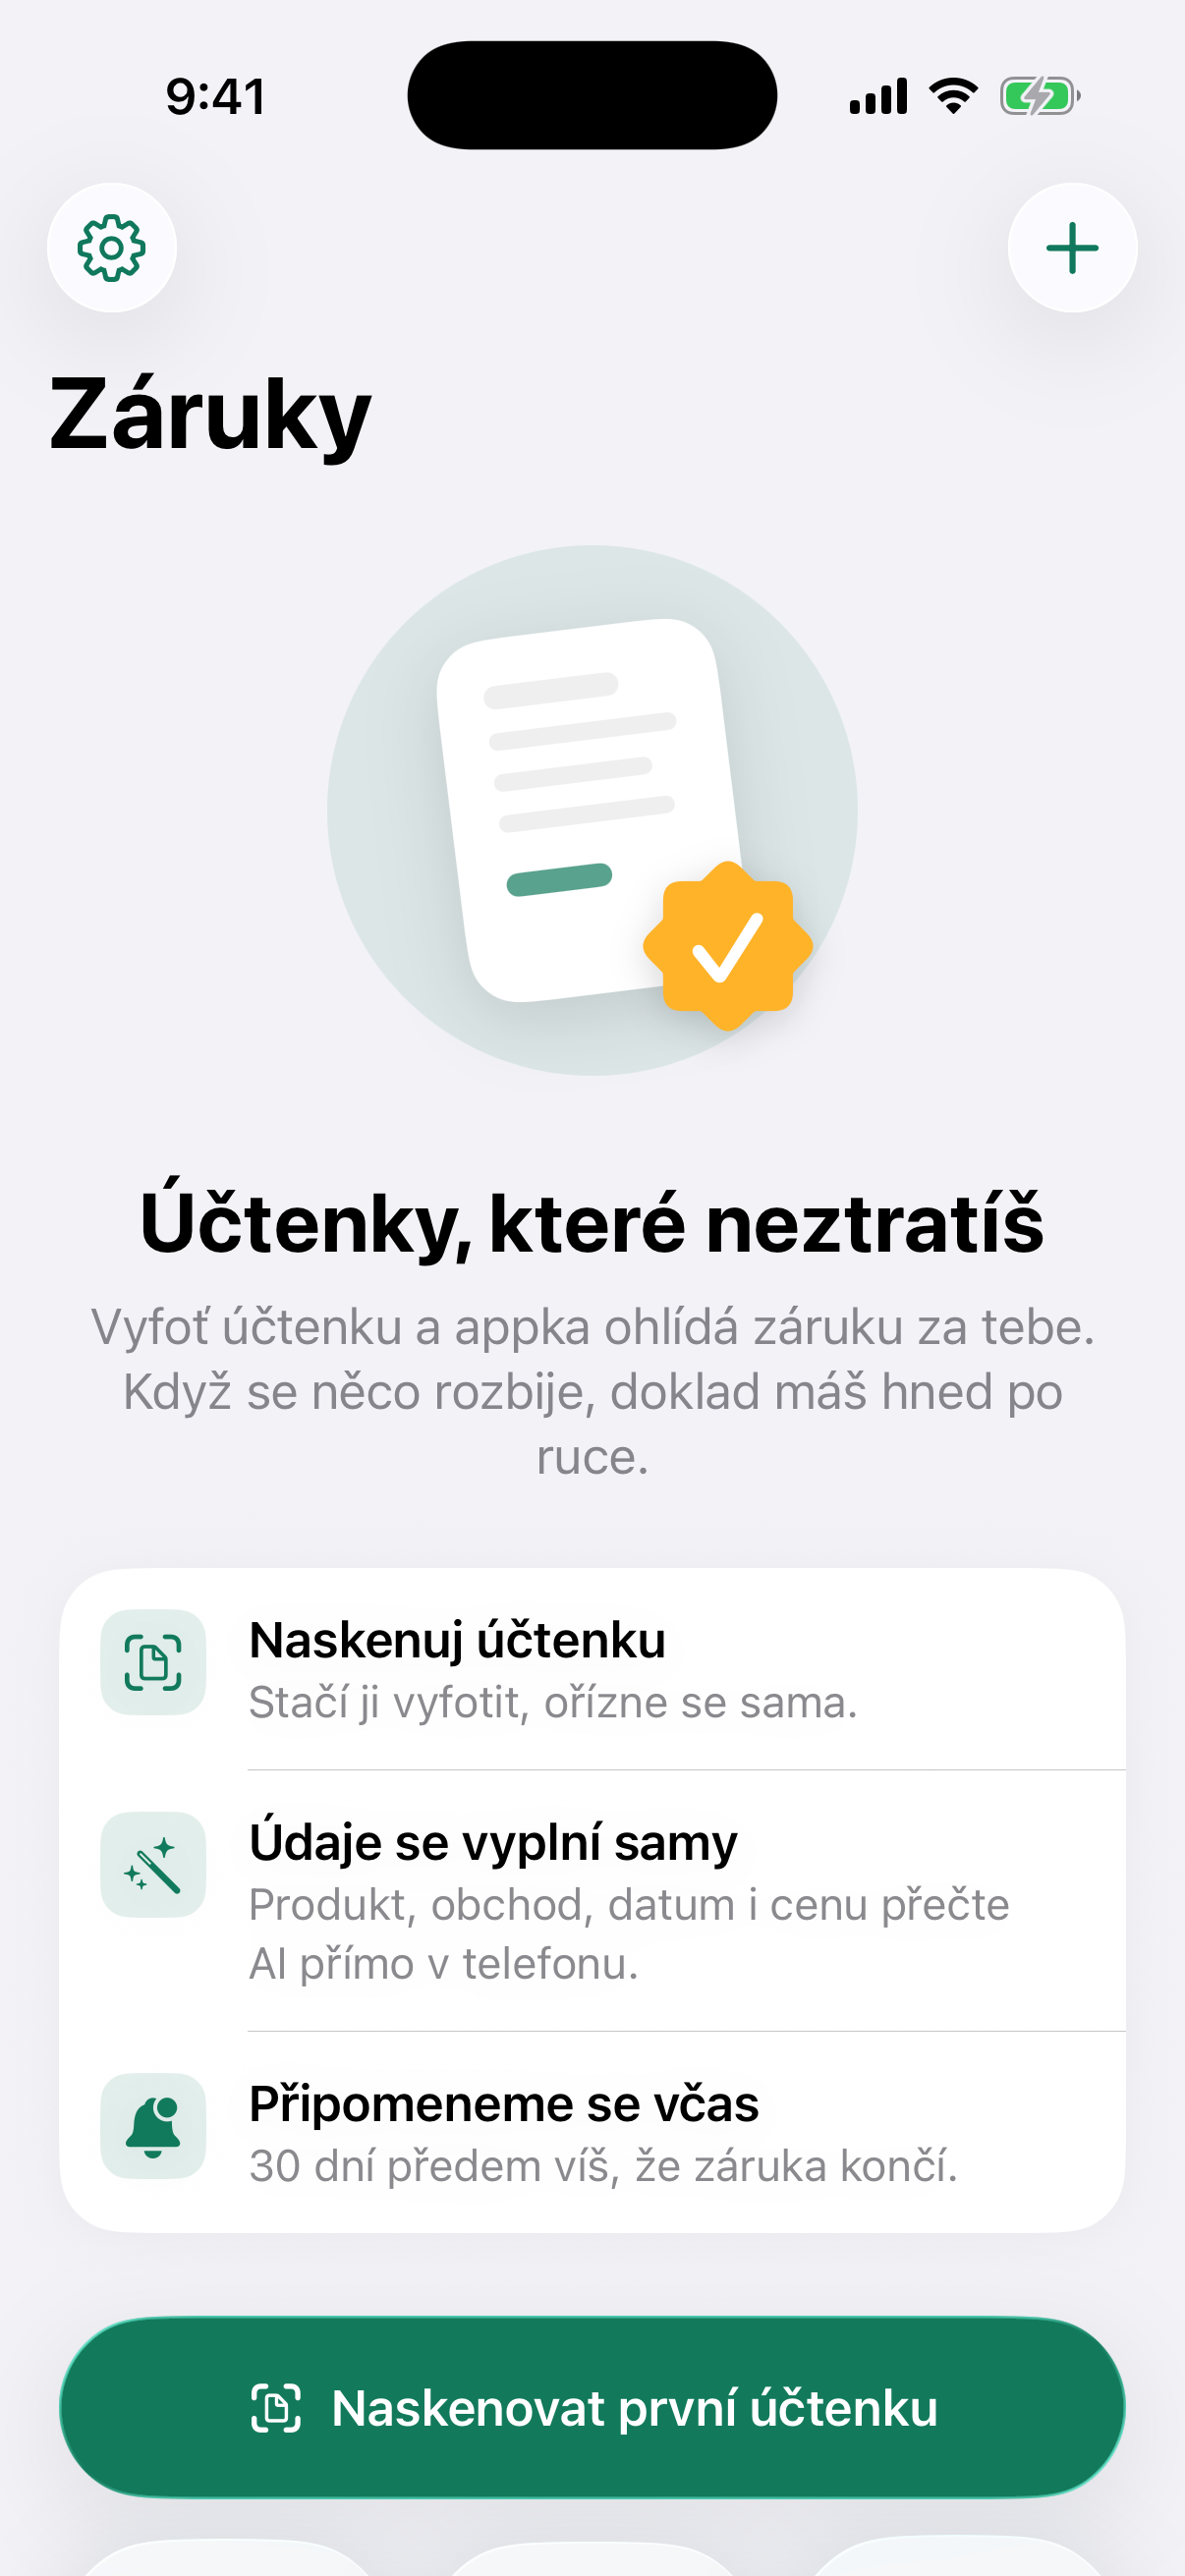 9:41
Záruky
Účtenky, které neztratíš
Vyfoť účtenku a appka ohlídá záruku za tebe.
Když se něco rozbije, doklad máš hned po
ruce.
Naskenuj účtenku
Stačí ji vyfotit, ořízne se sama.
Údaje se vyplní samy
Produkt, obchod, datum i cenu přečte
AI přímo v telefonu.
Připomeneme se včas
30 dní předem víš, že záruka končí.
Naskenovat první účtenku